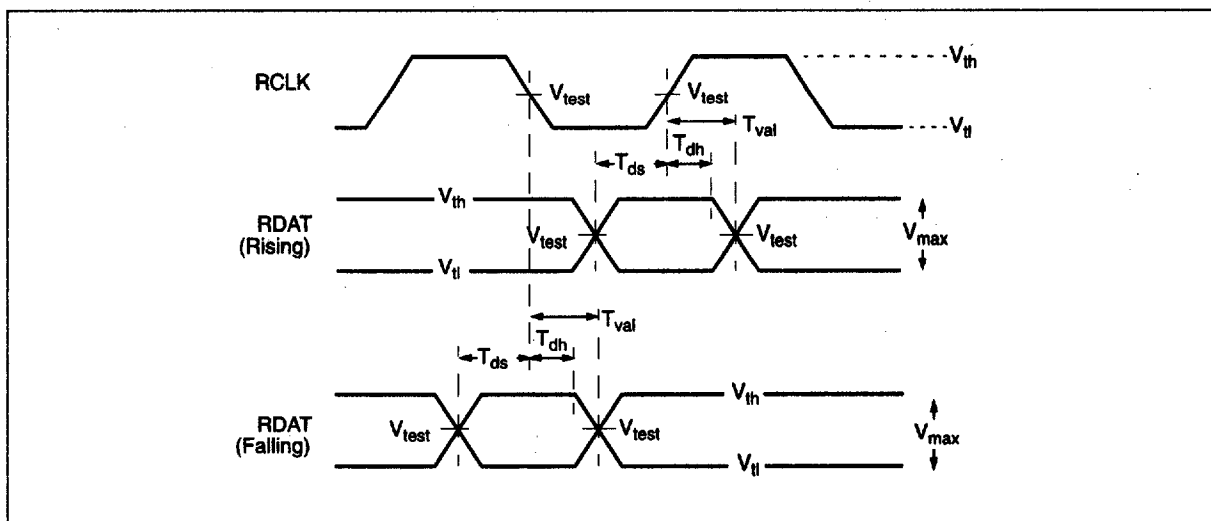 RCLK
V_th
V_test
V_test
V_tl
T_val
T_dh
T_ds
V_th
RDAT
(Rising)
V_test
V_test
V_max
V_tl
T_val
T_dh
T_ds
V_th
RDAT
(Falling)
V_test
V_test
V_max
V_tl